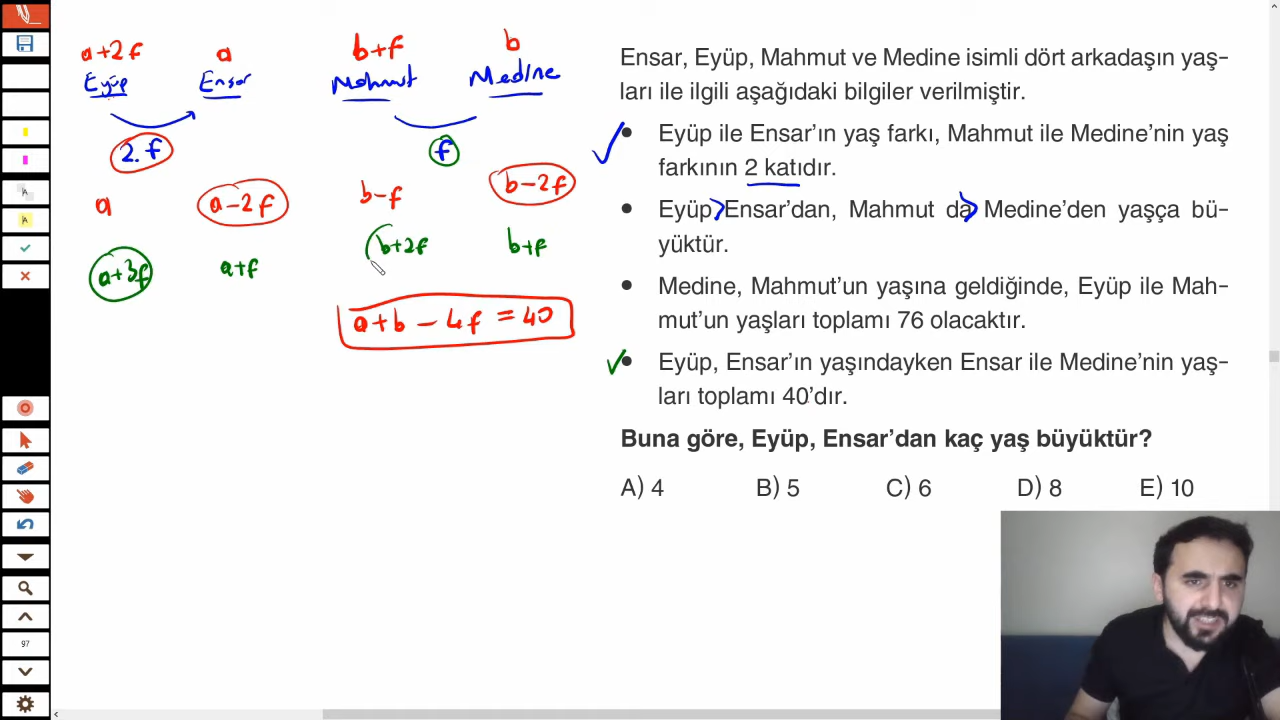 a+2f a b+f b
Eyüp Ensar Mahmut Medine
2.f f
a a-2f b-f b-2f
a+3f a+f b+2f b+f
a+b-4f=40
Ensar, Eyüp, Mahmut ve Medine isimli dört arkadaşın yaş-
ları ile ilgili aşağıdaki bilgiler verilmiştir.
• Eyüp ile Ensar’ın yaş farkı, Mahmut ile Medine’nin yaş
farkının 2 katıdır.
• Eyüp > Ensar’dan, Mahmut da > Medine’den yaşça bü-
yüktür.
• Medine, Mahmut’un yaşına geldiğinde, Eyüp ile Mah-
mut’un yaşları toplamı 76 olacaktır.
• Eyüp, Ensar’ın yaşındayken Ensar ile Medine’nin yaş-
ları toplamı 40’dır.
Buna göre, Eyüp, Ensar’dan kaç yaş büyüktür?
A) 4 B) 5 C) 6 D) 8 E) 10
97